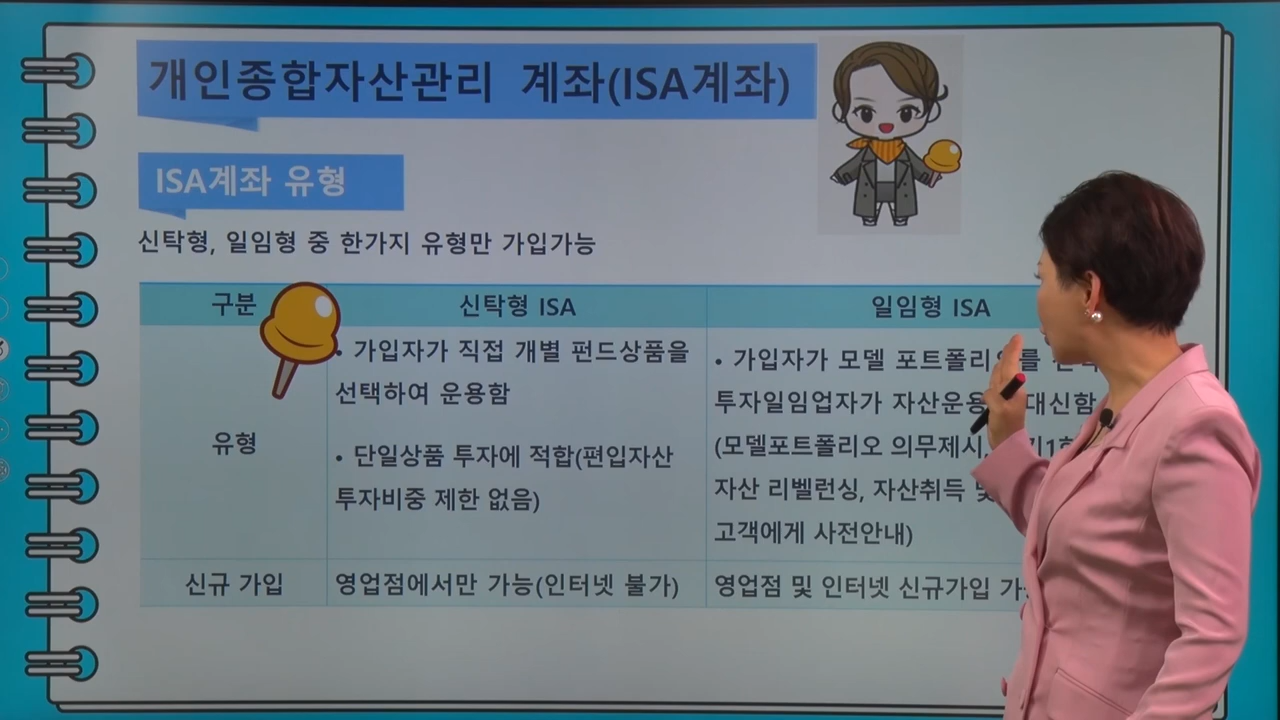 개인종합자산관리 계좌(ISA계좌)
ISA계좌 유형
신탁형, 일임형 중 한가지 유형만 가입가능
구분
신탁형 ISA
일임형 ISA
유형
• 가입자가 직접 개별 펀드상품을
선택하여 운용함
• 단일상품 투자에 적합(편입자산
투자비중 제한 없음)
• 가입자가 모델
투자일임업자가 자산운용 대신함
(모델포트폴리오 의무제시,
자산 리벨런싱, 자산취득 및
고객에게 사전안내)
신규 가입
영업점에서만 가능(인터넷 불가)
영업점 및 인터넷 신규가입